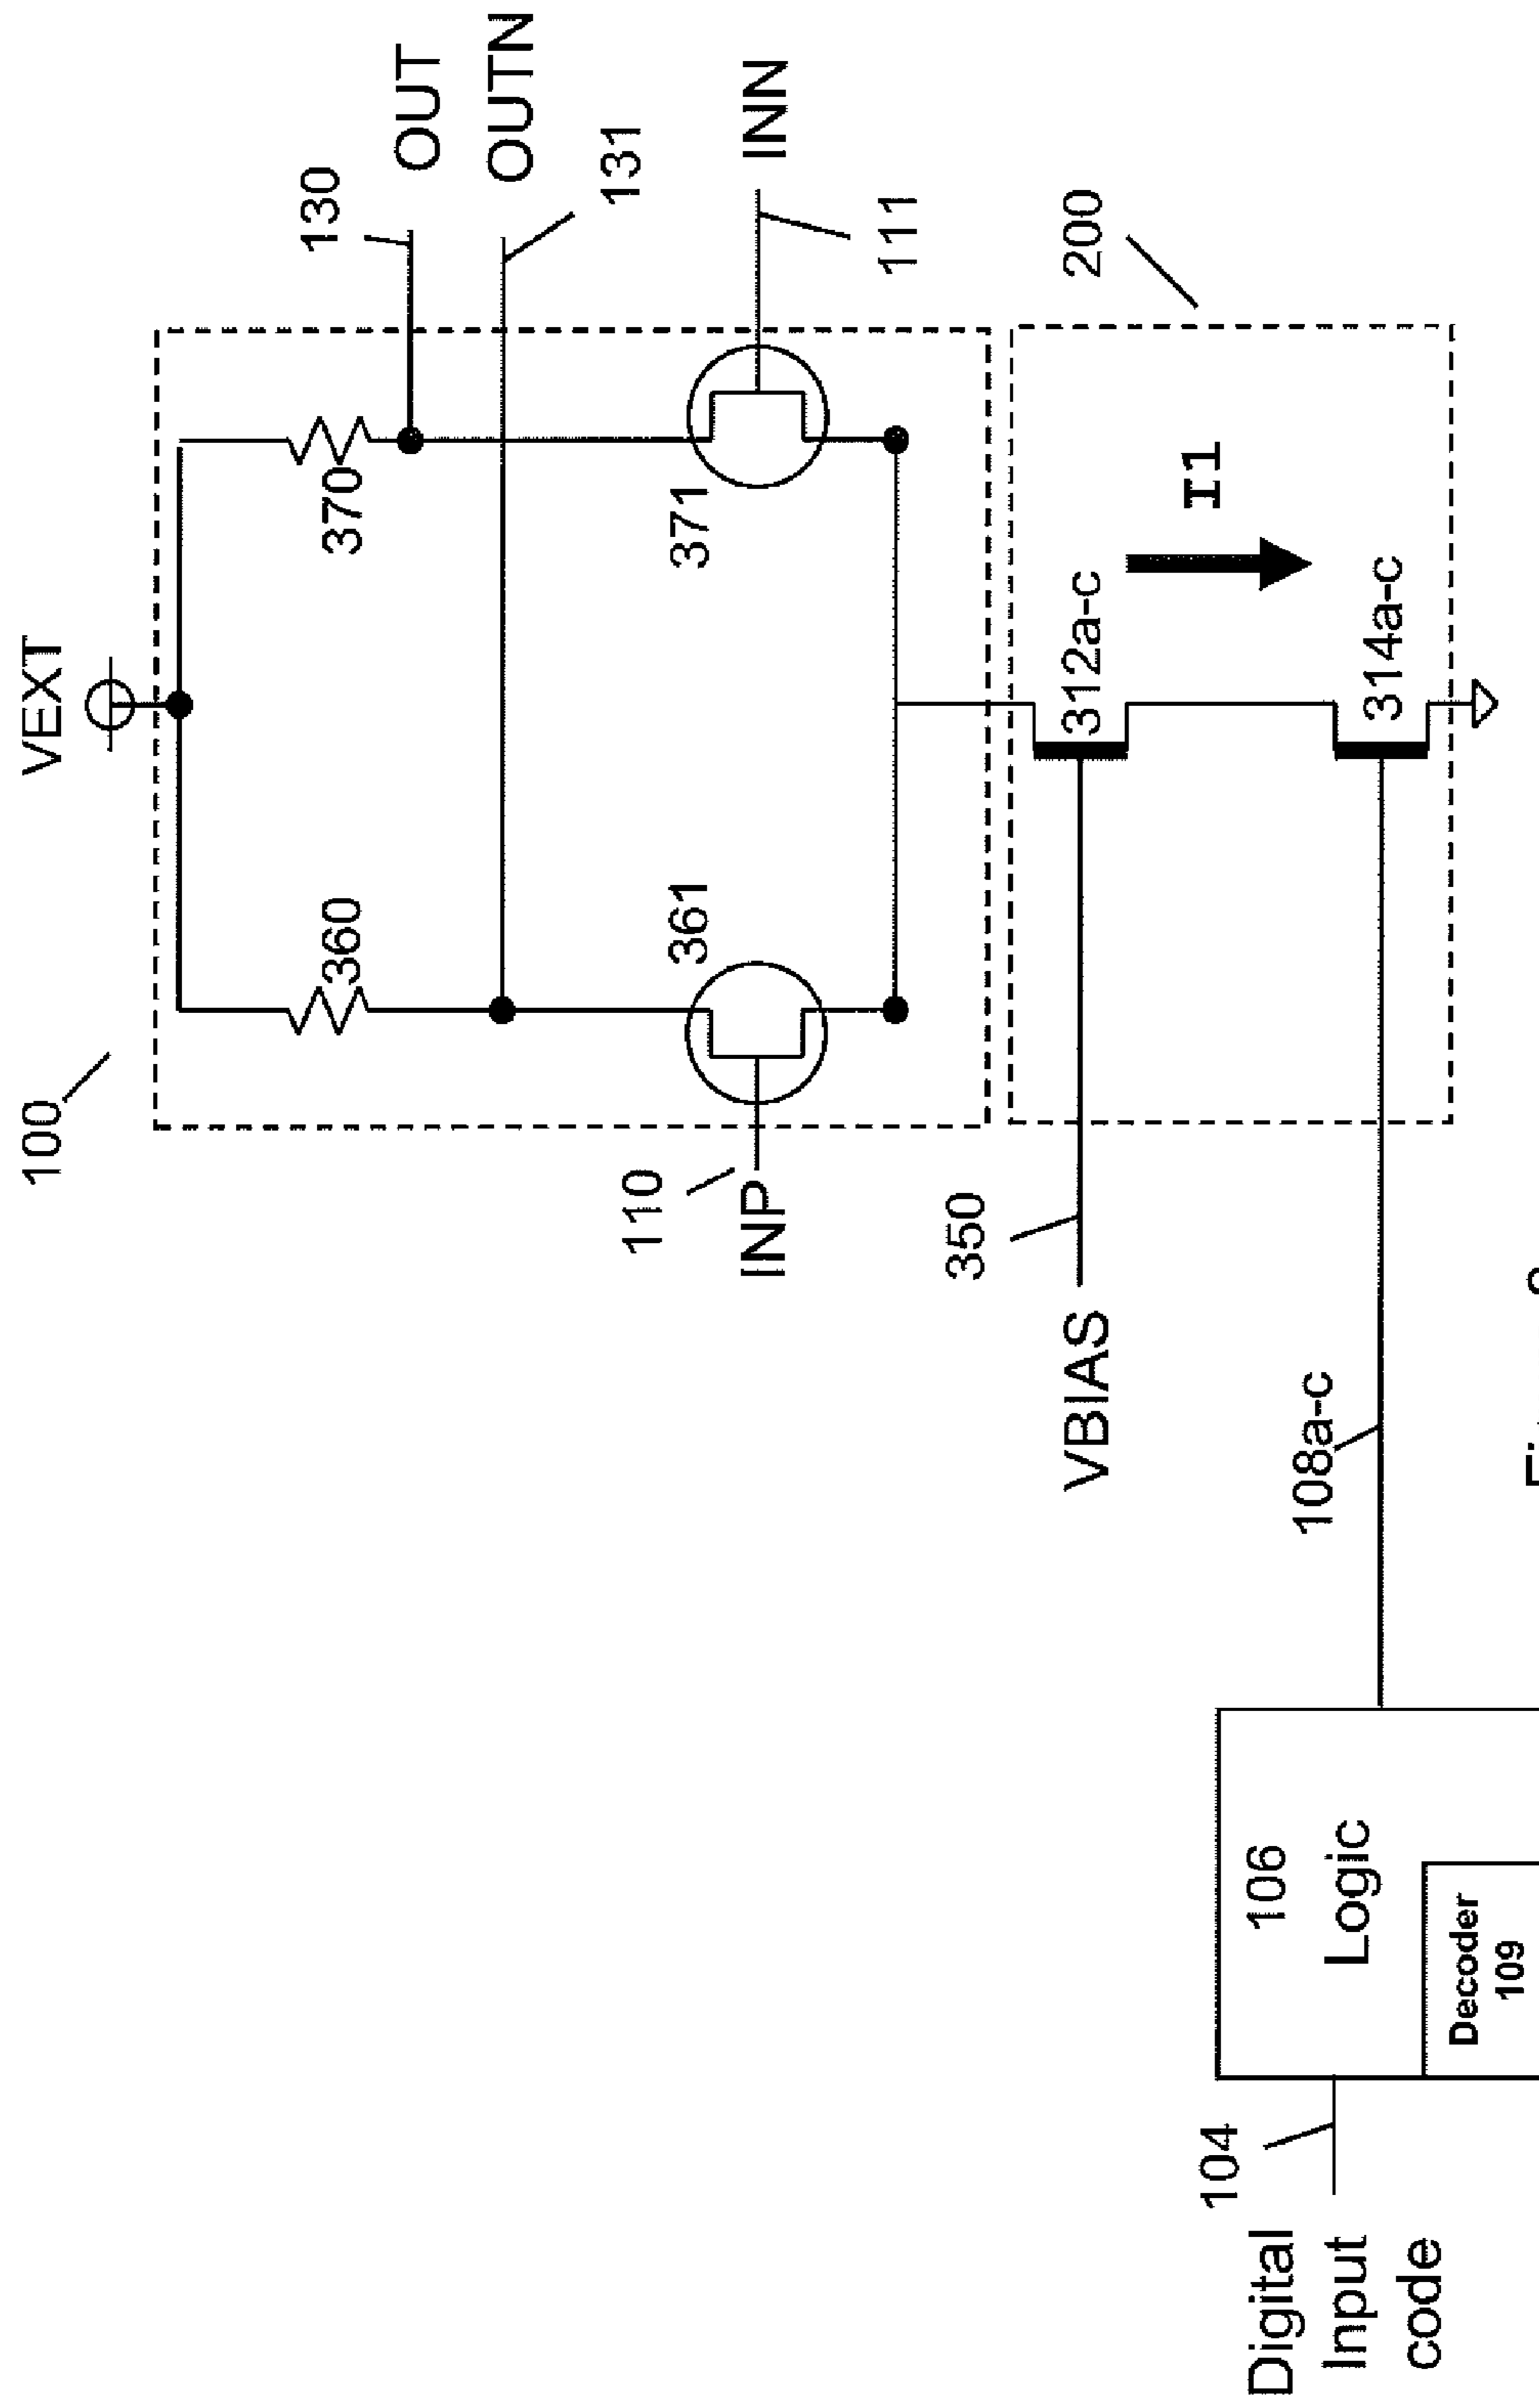 100
VEXT
130
360
370
OUT
OUTN
131
110
361
371
INP
INN
111
350
VBIAS
312a-c
200
I1
104
Digital
Input
code
106
Logic
108a-c
314a-c
Decoder
109